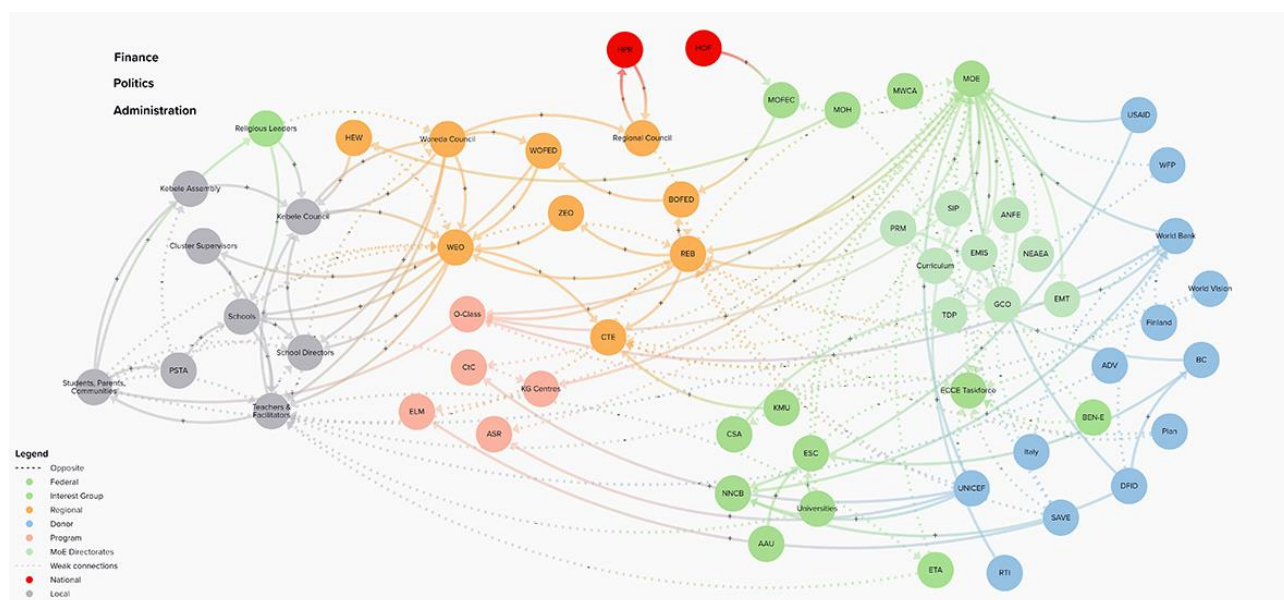 Finance
Politics
Administration
HPR
HOF
MOFEC
MOH
MWCA
MOE
USAID
WFP
Religious Leaders
HEW
Woreda Council
WOFED
Regional Council
Kebele Assembly
Kebele Council
ZEO
BOFED
SIP
ANFE
PRM
Cluster Supervisors
WEO
REB
Curriculum
EMIS
NEAEA
World Bank
World Vision
Schools
O-Class
CTE
TDP
GCO
EMT
Finland
School Directors
PSTA
Students, Parents,
Communities
Teachers &
Facilitators
CtC
KG Centres
ECCE Taskforce
ADV
BC
ELM
ASR
KMU
CSA
BEN-E
Plan
ESC
Italy
NNCB
Universities
UNICEF
DFID
SAVE
AAU
ETA
RTI
Legend
Opposite
Federal
Interest Group
Regional
Donor
Program
MoE Directorates
Week connections
National
Local